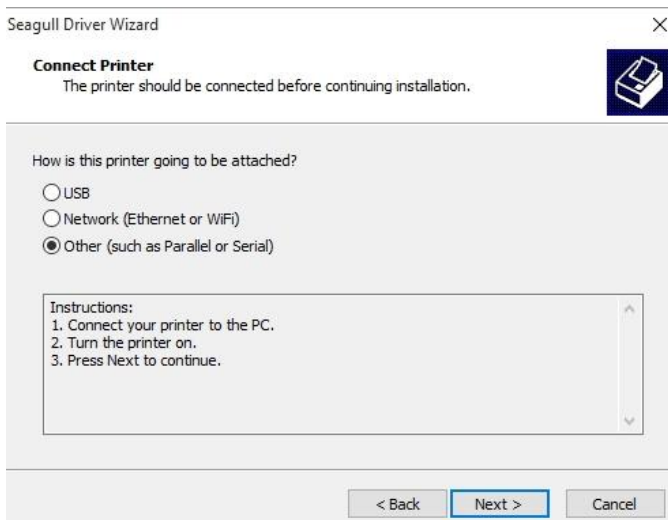 Seagull Driver Wizard
Connect Printer
The printer should be connected before continuing installation.
How is this printer going to be attached?
USB
Network (Ethernet or WiFi)
Other (such as Parallel or Serial)
Instructions:
1. Connect your printer to the PC.
2. Turn the printer on.
3. Press Next to continue.
< Back Next > Cancel